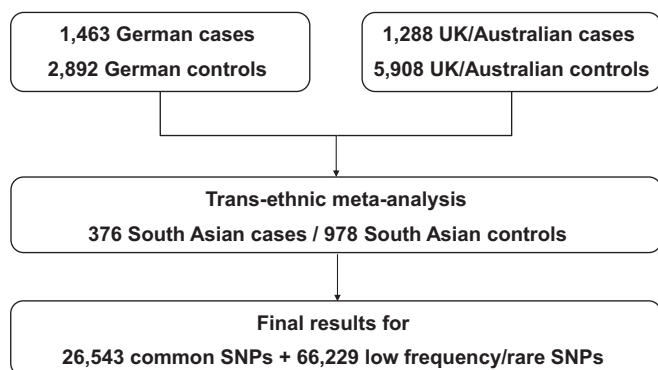 1,463 German cases
2,892 German controls
1,288 UK/Australian cases
5,908 UK/Australian controls
Trans-ethnic meta-analysis
376 South Asian cases / 978 South Asian controls
Final results for
26,543 common SNPs + 66,229 low frequency/rare SNPs